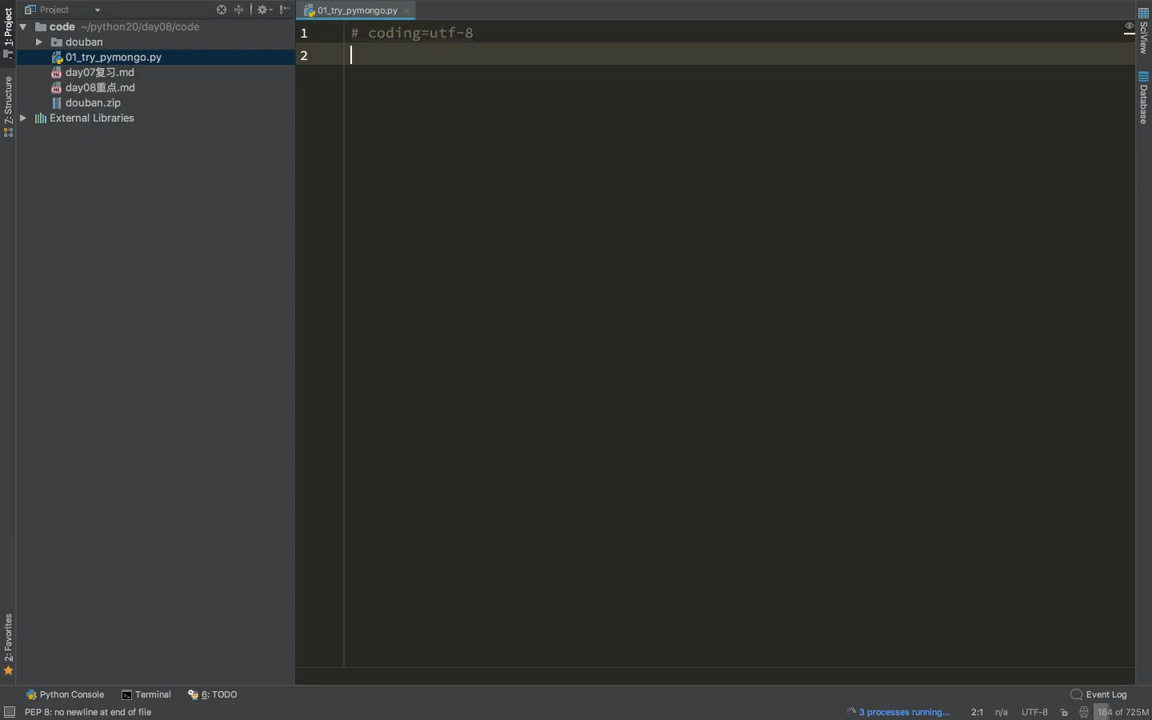 Project
01_try_pymongo.py
1: Project
code ~/python20/day08/code
douban
01_try_pymongo.py
day07复习.md
day08重点.md
douban.zip
External Libraries
7: Structure
2: Favorites
1 # coding=utf-8
2
SciView
Database
Python Console
Terminal
6: TODO
Event Log
PEP 8: no newline at end of file
3 processes running...
2:1
n/a
UTF-8
164 of 725M